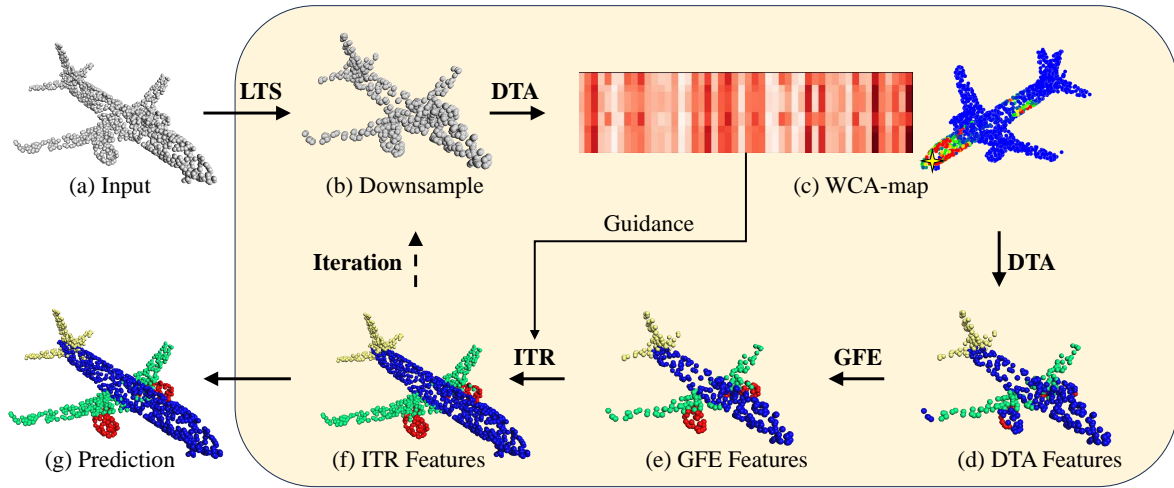 LTS
DTA
(a) Input
(b) Downsample
(c) WCA-map
Guidance
Iteration
DTA
ITR
GFE
(g) Prediction
(f) ITR Features
(e) GFE Features
(d) DTA Features